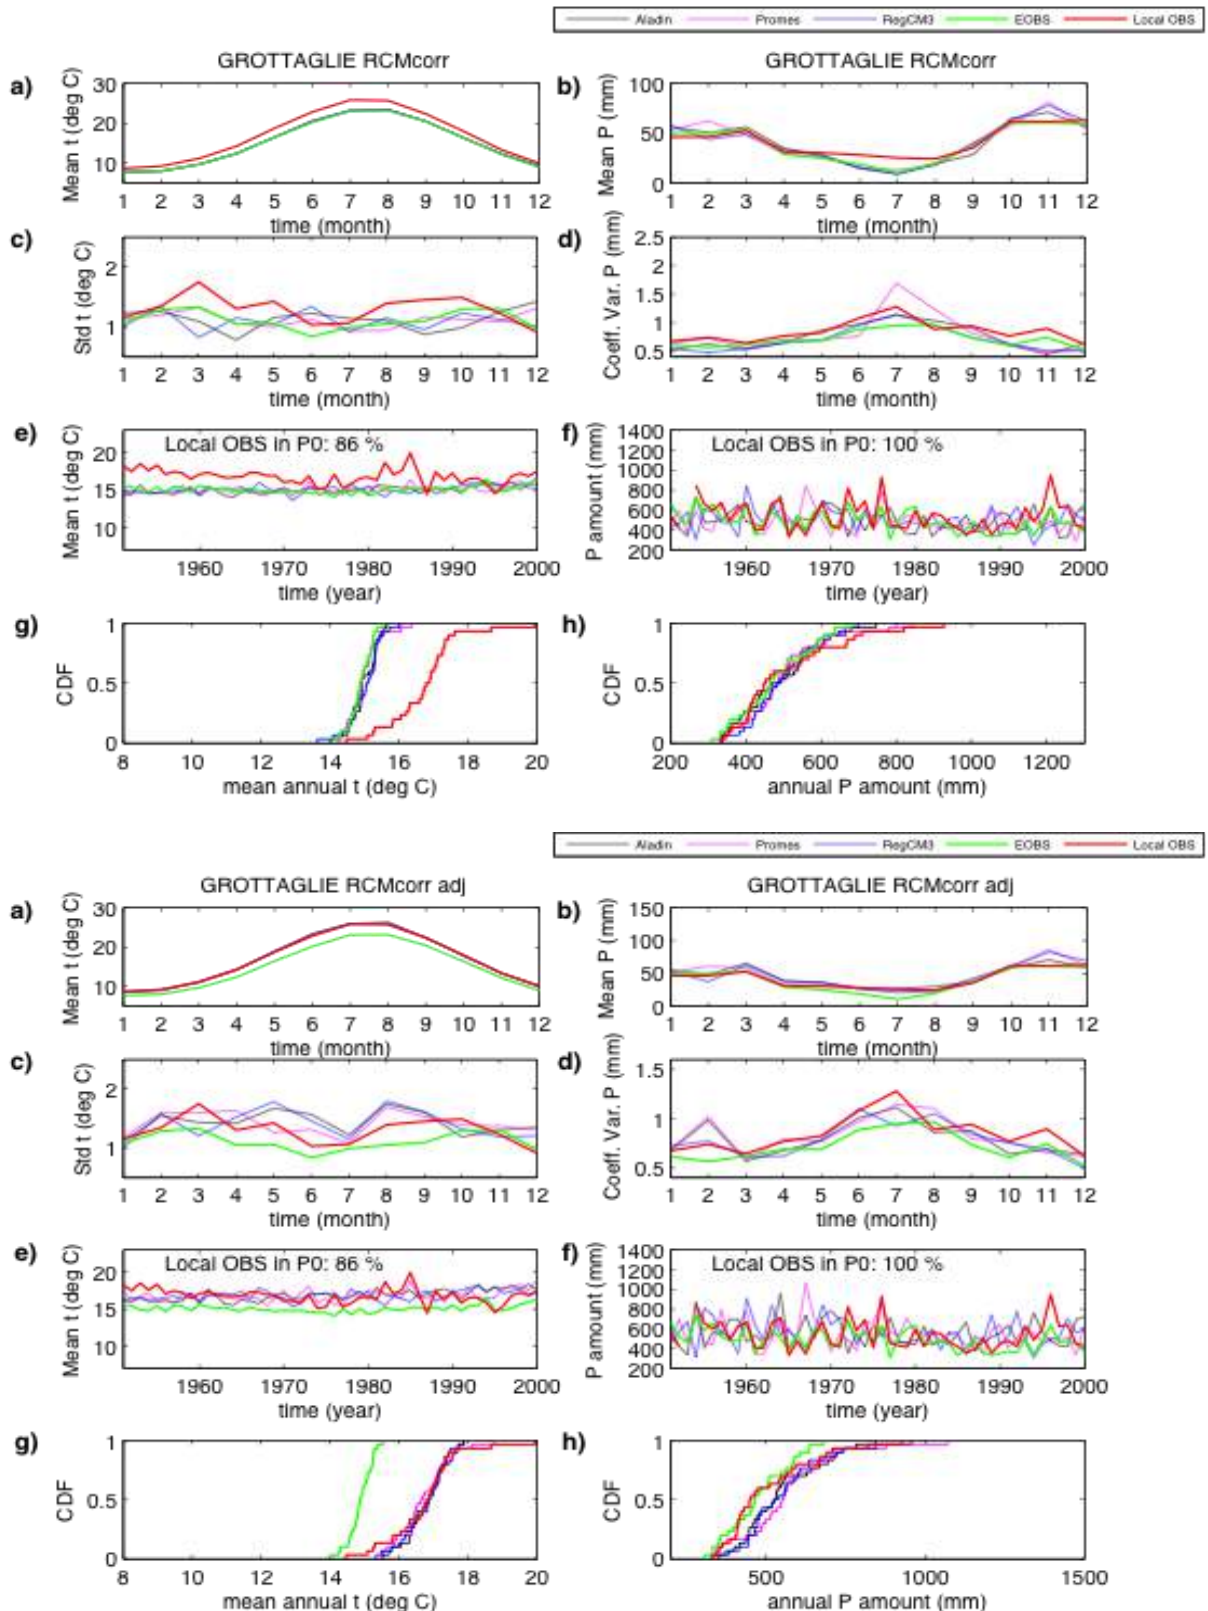 Aladin Promes RegCM3 EOBS Local OBS
GROTTAGLIE RCMcorr
GROTTAGLIE RCMcorr
a)
Mean t (deg C)
30
20
10
1 2 3 4 5 6 7 8 9 10 11 12
time (month)
b)
Mean P (mm)
100
50
0
1 2 3 4 5 6 7 8 9 10 11 12
time (month)
c)
Std t (deg C)
2
1
1 2 3 4 5 6 7 8 9 10 11 12
time (month)
d)
Coeff. Var. P (mm)
2.5
2
1.5
1
0.5
1 2 3 4 5 6 7 8 9 10 11 12
time (month)
e)
Local OBS in P0: 86 %
Mean t (deg C)
20
15
10
1960 1970 1980 1990 2000
time (year)
f)
Local OBS in P0: 100 %
P amount (mm)
1400
1200
1000
800
600
400
200
1960 1970 1980 1990 2000
time (year)
g)
CDF
1
0.5
0
8 10 12 14 16 18 20
mean annual t (deg C)
h)
CDF
1
0.5
0
200 400 600 800 1000 1200
annual P amount (mm)
Aladin Promes RegCM3 EOBS Local OBS
GROTTAGLIE RCMcorr adj
GROTTAGLIE RCMcorr adj
a)
Mean t (deg C)
30
20
10
1 2 3 4 5 6 7 8 9 10 11 12
time (month)
b)
Mean P (mm)
150
100
50
0
1 2 3 4 5 6 7 8 9 10 11 12
time (month)
c)
Std t (deg C)
2
1
1 2 3 4 5 6 7 8 9 10 11 12
time (month)
d)
Coeff. Var. P (mm)
1.5
1
0.5
1 2 3 4 5 6 7 8 9 10 11 12
time (month)
e)
Local OBS in P0: 86 %
Mean t (deg C)
20
15
10
1960 1970 1980 1990 2000
time (year)
f)
Local OBS in P0: 100 %
P amount (mm)
1400
1200
1000
800
600
400
200
1960 1970 1980 1990 2000
time (year)
g)
CDF
1
0.5
0
8 10 12 14 16 18 20
mean annual t (deg C)
h)
CDF
1
0.5
0
500 1000 1500
annual P amount (mm)